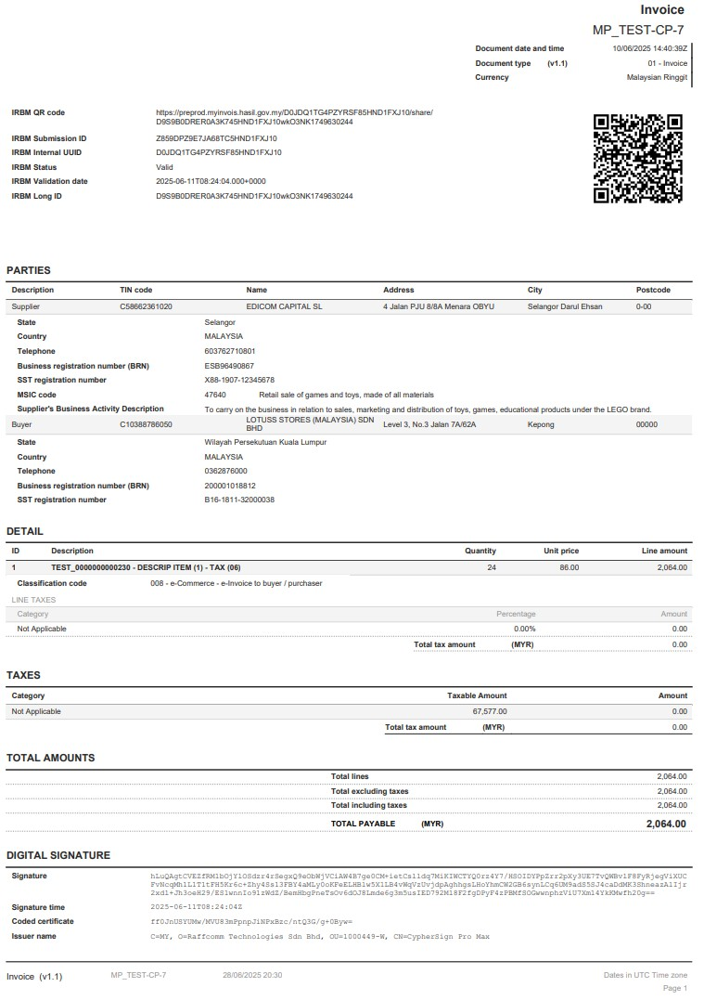 Invoice
MP_TEST-CP-7
Document date and time 10/06/2025 14:40:39Z
Document type (v1.1) 01 - Invoice
Currency Malaysian Ringgit
IRBM QR code https://preprod.myinvois.hasil.gov.my/D0JDQ1TG4PZYRSF85HND1FXJ10/share/
D9S9B0DRER0A3K745HND1FXJ10wkO3NK1749630244
IRBM Submission ID Z859DPZ9E7JA68TC5HND1FXJ10
IRBM Internal UUID D0JDQ1TG4PZYRSF85HND1FXJ10
IRBM Status Valid
IRBM Validation date 2025-06-11T08:24:04.000+0000
IRBM Long ID D9S9B0DRER0A3K745HND1FXJ10wkO3NK1749630244
PARTIES
Description TIN code Name Address City Postcode
Supplier C58662361020 EDICOM CAPITAL SL 4 Jalan PJU 8/8A Menara OBYU Selangor Darul Ehsan 0-00
State Selangor
Country MALAYSIA
Telephone 603762710801
Business registration number (BRN) ESB96490867
SST registration number X88-1907-12345678
MSIC code 47640 Retail sale of games and toys, made of all materials
Supplier's Business Activity Description To carry on the business in relation to sales, marketing and distribution of toys, games, educational products under the LEGO brand.
Buyer C10388786050 LOTUSS STORES (MALAYSIA) SDN BHD Level 3, No.3 Jalan 7A/62A Kepong 00000
State Wilayah Persekutuan Kuala Lumpur
Country MALAYSIA
Telephone 0362876000
Business registration number (BRN) 200001018812
SST registration number B16-1811-32000038
DETAIL
ID Description Quantity Unit price Line amount
1 TEST_0000000000230 - DESCRIP ITEM (1) - TAX (06) 24 86.00 2,064.00
Classification code 008 - e-Commerce - e-Invoice to buyer / purchaser
LINE TAXES
Category Percentage Amount
Not Applicable 0.00% 0.00
Total tax amount (MYR) 0.00
TAXES
Category Taxable Amount Amount
Not Applicable 67,577.00 0.00
Total tax amount (MYR) 0.00
TOTAL AMOUNTS
Total lines 2,064.00
Total excluding taxes 2,064.00
Total including taxes 2,064.00
TOTAL PAYABLE (MYR) 2,064.00
DIGITAL SIGNATURE
Signature
Signature time 2025-06-11T08:24:04Z
Coded certificate
Issuer name C=MY, O=Raffcomm Technologies Sdn Bhd, OU=1000449-W, CN=CypherSign Pro Max
Invoice (v1.1) MP_TEST-CP-7 28/06/2025 20:30 Dates in UTC Time zone
Page 1